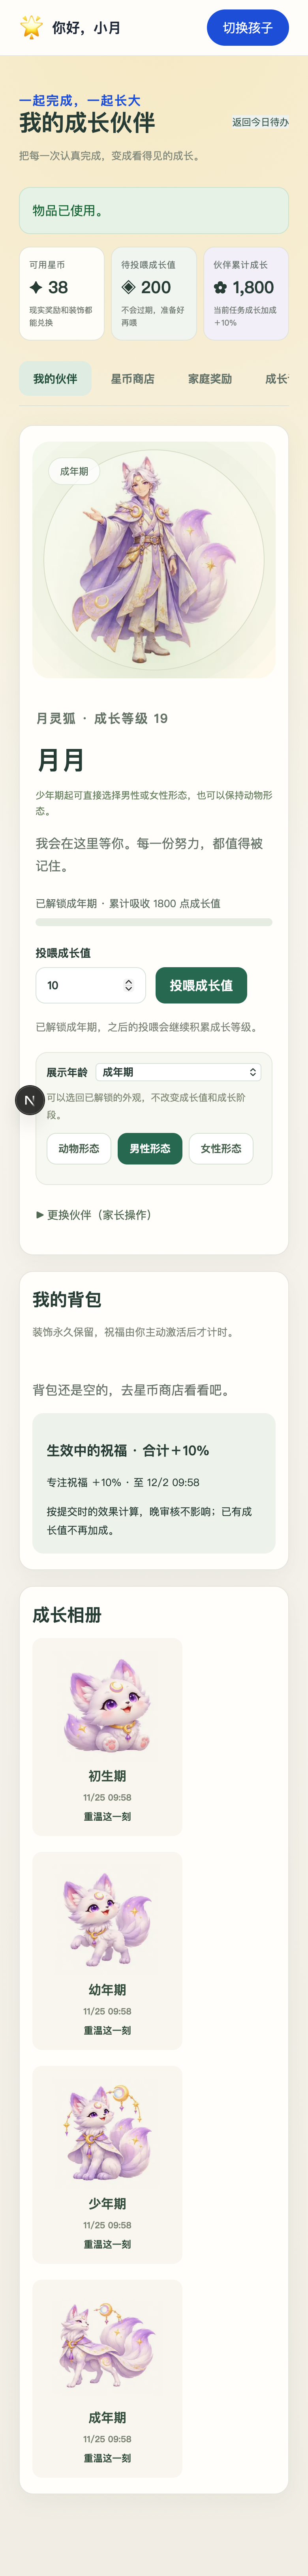 你好，小月
切换孩子
一起完成，一起长大
我的成长伙伴
返回今日待办
把每一次认真完成，变成看得见的成长。
物品已使用。
可用星币
✦ 38
现实奖励和装饰都
能兑换
待投喂成长值
◈ 200
不会过期，准备好
再喂
伙伴累计成长
✿ 1,800
当前任务成长加成
＋10%
我的伙伴
星币商店
家庭奖励
成长
成年期
月灵狐 · 成长等级 19
月月
少年期起可直接选择男性或女性形态，也可以保持动物形
态。
我会在这里等你。每一份努力，都值得被
记住。
已解锁成年期 · 累计吸收 1800 点成长值
投喂成长值
10
投喂成长值
已解锁成年期，之后的投喂会继续积累成长等级。
展示年龄
成年期
N
可以选回已解锁的外观，不改变成长值和成长阶
段。
动物形态
男性形态
女性形态
▶ 更换伙伴（家长操作）
我的背包
装饰永久保留，祝福由你主动激活后才计时。
背包还是空的，去星币商店看看吧。
生效中的祝福 · 合计＋10%
专注祝福 ＋10% · 至 12/2 09:58
按提交时的效果计算，晚审核不影响；已有成
长值不再加成。
成长相册
初生期
11/25 09:58
重温这一刻
幼年期
11/25 09:58
重温这一刻
少年期
11/25 09:58
重温这一刻
成年期
11/25 09:58
重温这一刻